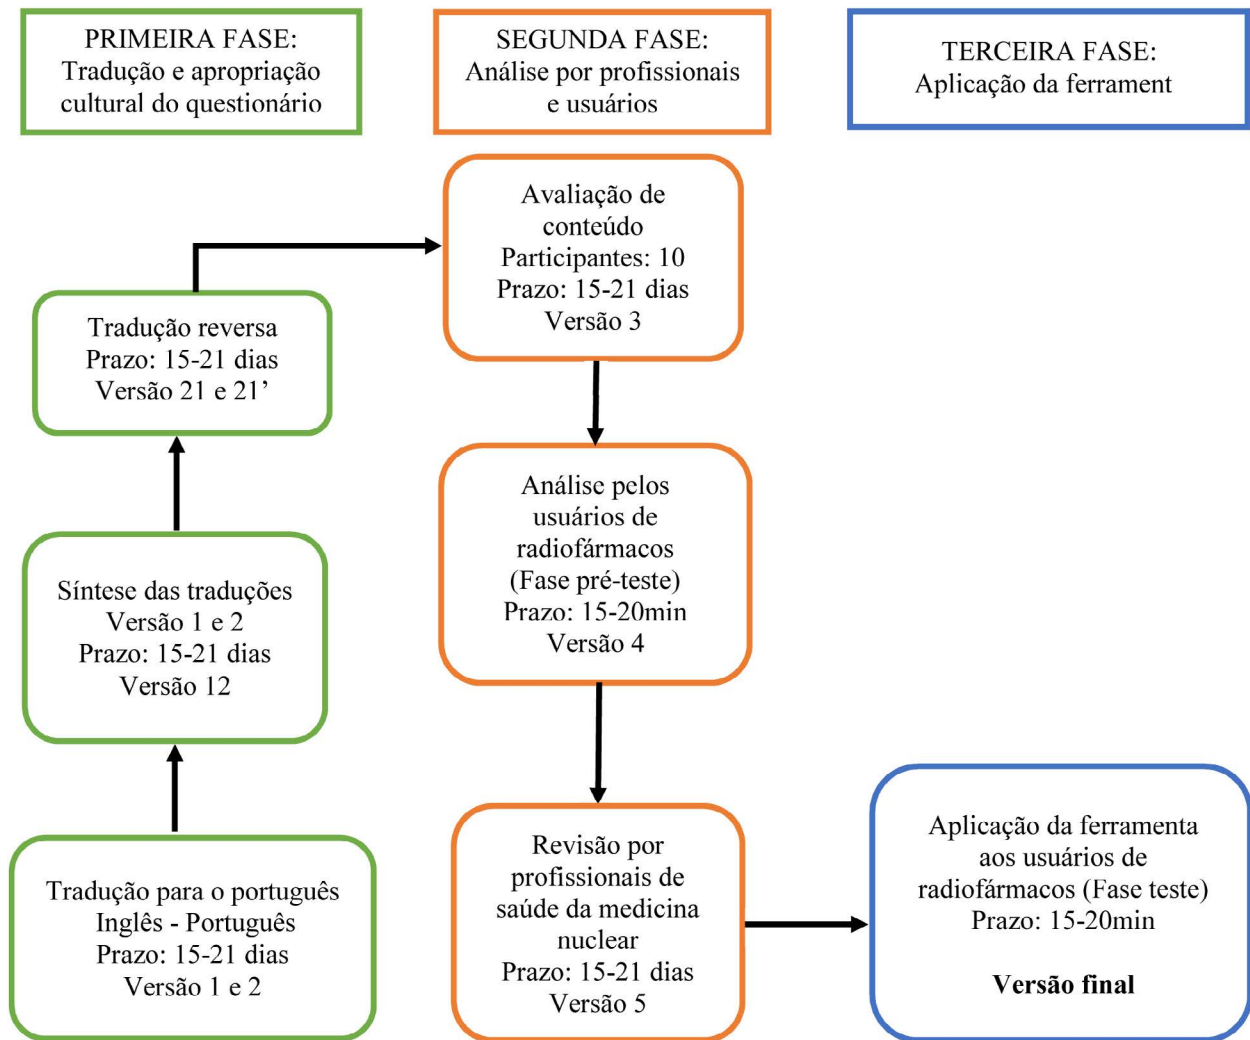 PRIMEIRA FASE:
Tradução e apropriação
cultural do questionário
SEGUNDA FASE:
Análise por profissionais
e usuários
TERCEIRA FASE:
Aplicação da ferrament
Tradução para o português
Inglês - Português
Prazo: 15-21 dias
Versão 1 e 2
Síntese das traduções
Versão 1 e 2
Prazo: 15-21 dias
Versão 12
Tradução reversa
Prazo: 15-21 dias
Versão 21 e 21’
Avaliação de
conteúdo
Participantes: 10
Prazo: 15-21 dias
Versão 3
Análise pelos
usuários de
radiofármacos
(Fase pré-teste)
Prazo: 15-20min
Versão 4
Revisão por
profissionais de
saúde da medicina
nuclear
Prazo: 15-21 dias
Versão 5
Aplicação da ferramenta
aos usuários de
radiofármacos (Fase teste)
Prazo: 15-20min
Versão final